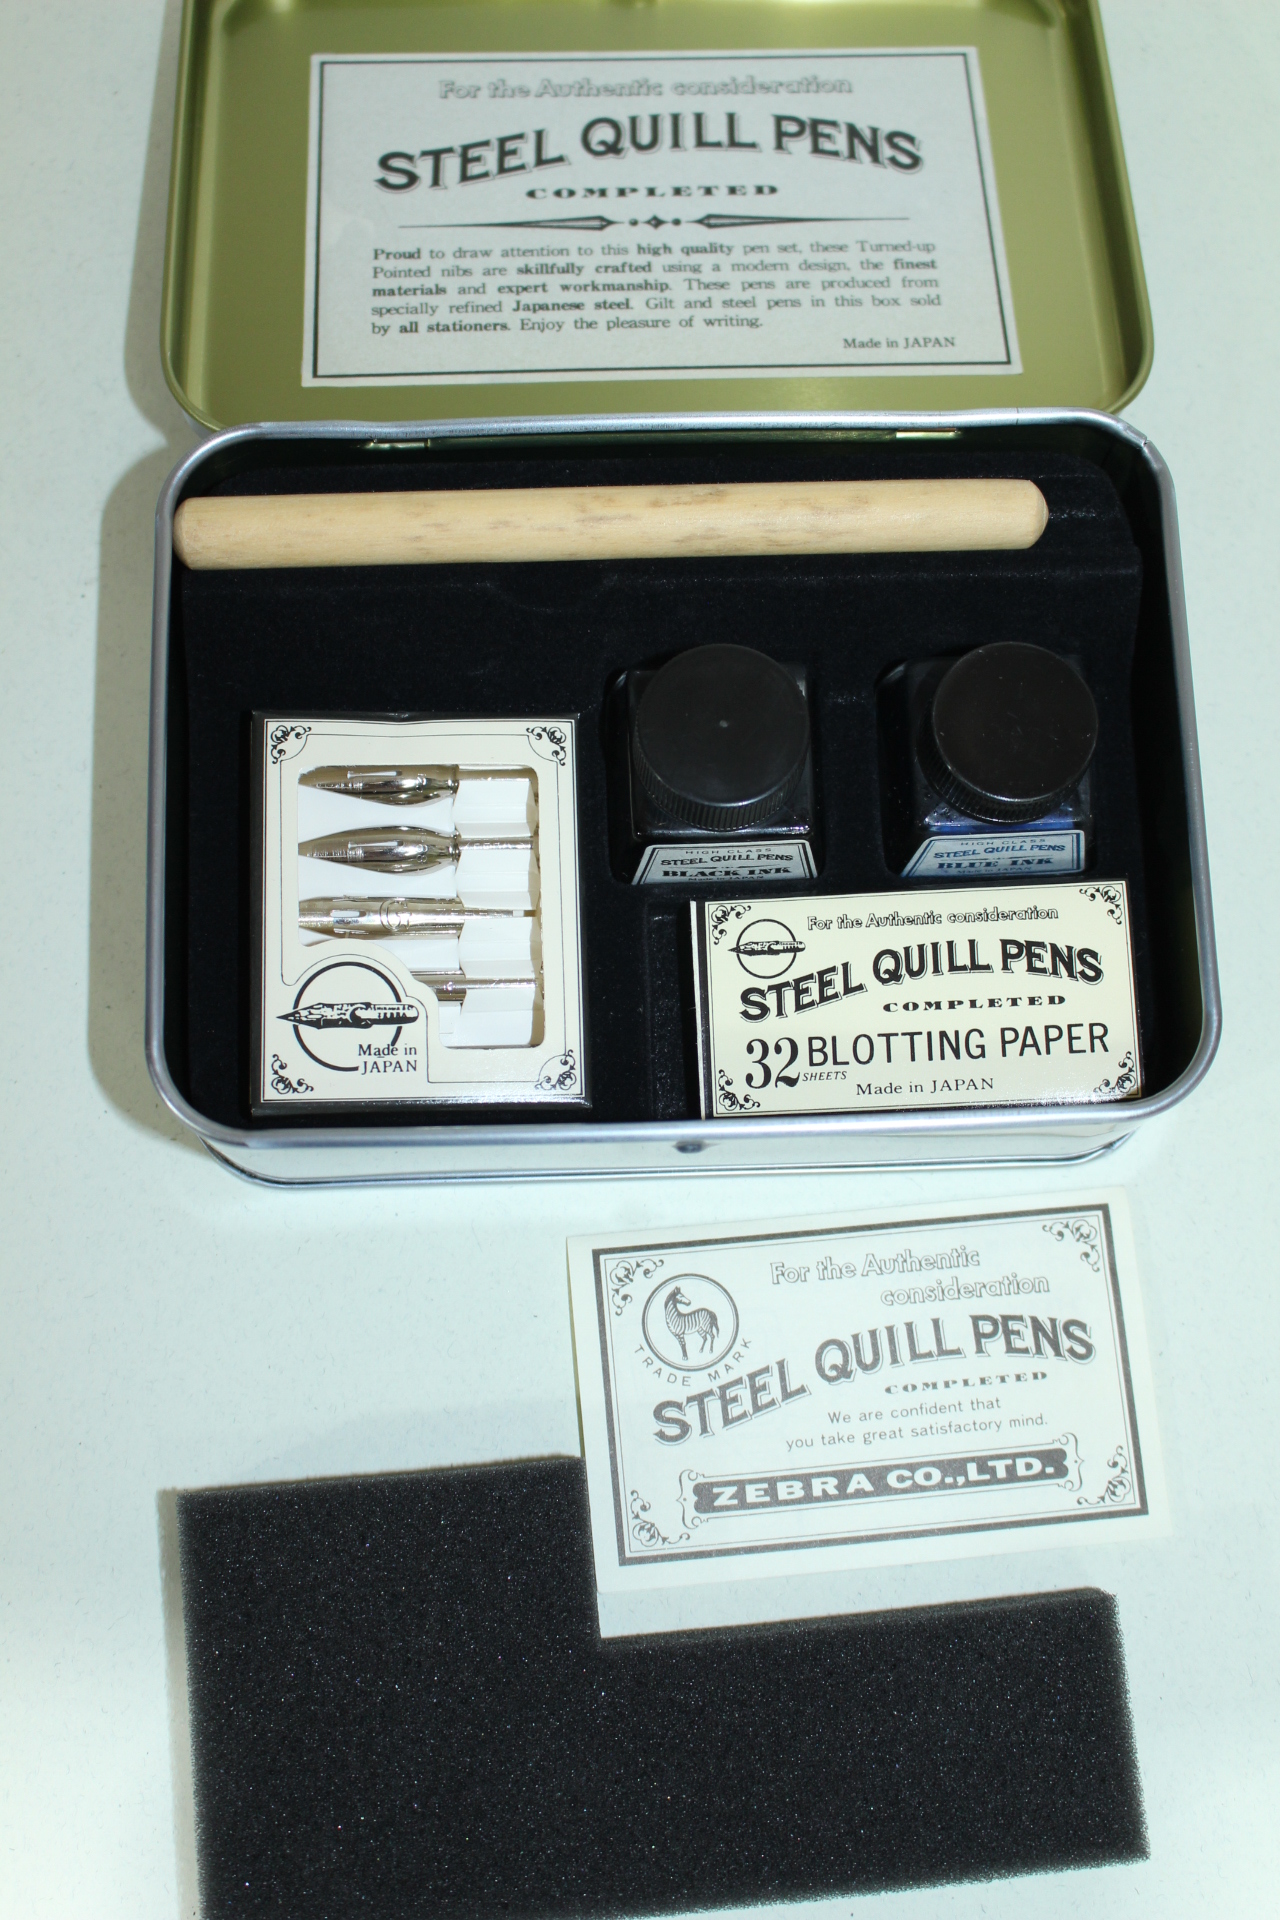 For the Authentic consideration
STEEL QUILL PENS
COMPLETED
Proud to draw attention to this high quality pen set, these Turned-up
Pointed nibs are skillfully crafted using a modern design, the finest
materials and expert workmanship. These pens are produced from
specially refined Japanese steel. Gilt and steel pens in this box sold
by all stationers. Enjoy the pleasure of writing.
Made in JAPAN
HIGH CLASS
STEEL QUILL PENS
BLACK INK
Made in JAPAN
HIGH CLASS
STEEL QUILL PENS
BLUE INK
Made in JAPAN
Made in
JAPAN
For the Authentic consideration
STEEL QUILL PENS
COMPLETED
32 SHEETS BLOTTING PAPER
Made in JAPAN
For the Authentic
consideration
TRADE MARK
STEEL QUILL PENS
COMPLETED
We are confident that
you take great satisfactory mind.
ZEBRA CO.,LTD.